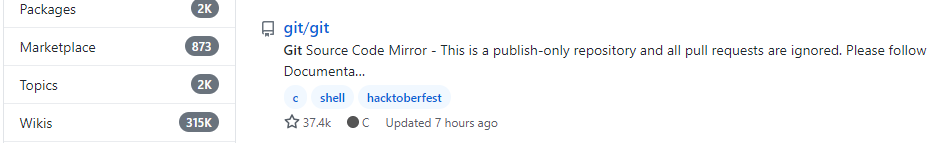 Packages 2K
Marketplace 873
Topics 2K
Wikis 315K
git/git
Git Source Code Mirror - This is a publish-only repository and all pull requests are ignored. Please follow
Documenta...
c shell hacktoberfest
37.4k C Updated 7 hours ago